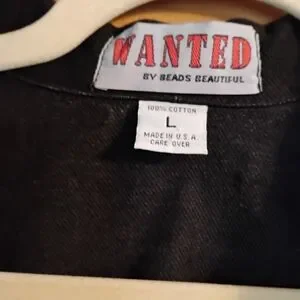 WANTED
BY BEADS BEAUTIFUL
100% COTTON
L
MADE IN U.S.A
CARE OVER